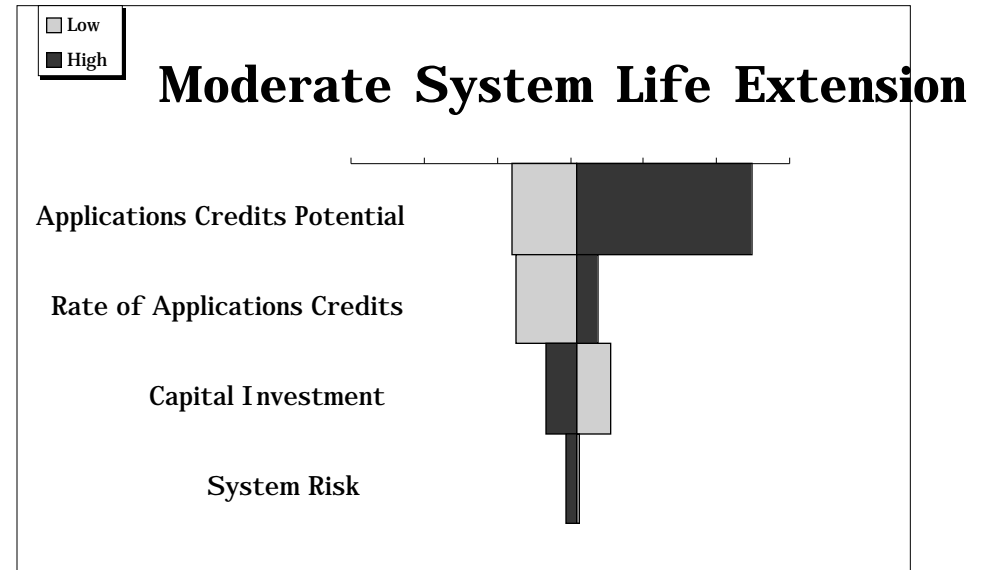 Low
High
Moderate System Life Extension
Applications Credits Potential
Rate of Applications Credits
Capital Investment
System Risk